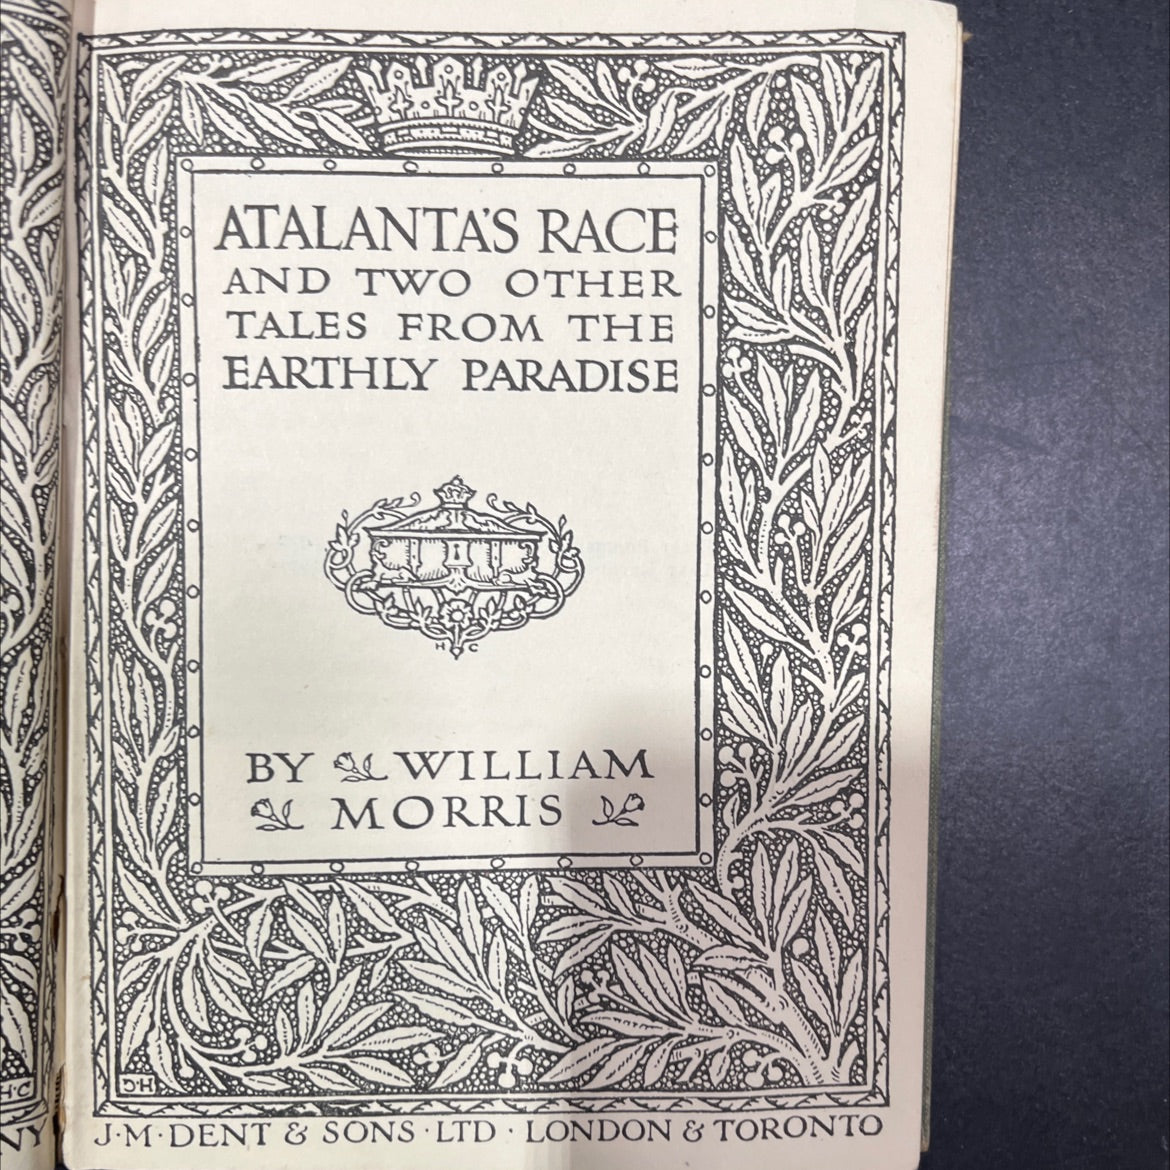 ATALANTA'S RACE
AND TWO OTHER
TALES FROM THE
EARTHLY PARADISE
H C
BY WILLIAM
MORRIS
J·M·DENT & SONS·LTD·LONDON & TORONTO